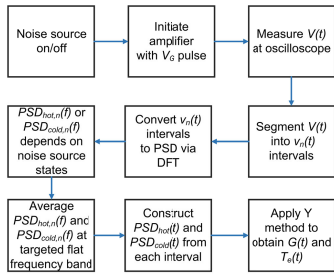 Noise source
on/off
Initiate
amplifier
with V_G pulse
Measure V(t)
at oscilloscope
Segment V(t)
into v_n(t)
intervals
Convert v_n(t)
intervals
to PSD via
DFT
PSD_hot,n(f) or
PSD_cold,n(f)
depends on
noise source
states
Average
PSD_hot,n(f) and
PSD_cold,n(f) at
targeted flat
frequency band
Construct
PSD_hot(t) and
PSD_cold(t) from
each interval
Apply Y
method to
obtain G(t) and
T_e(t)